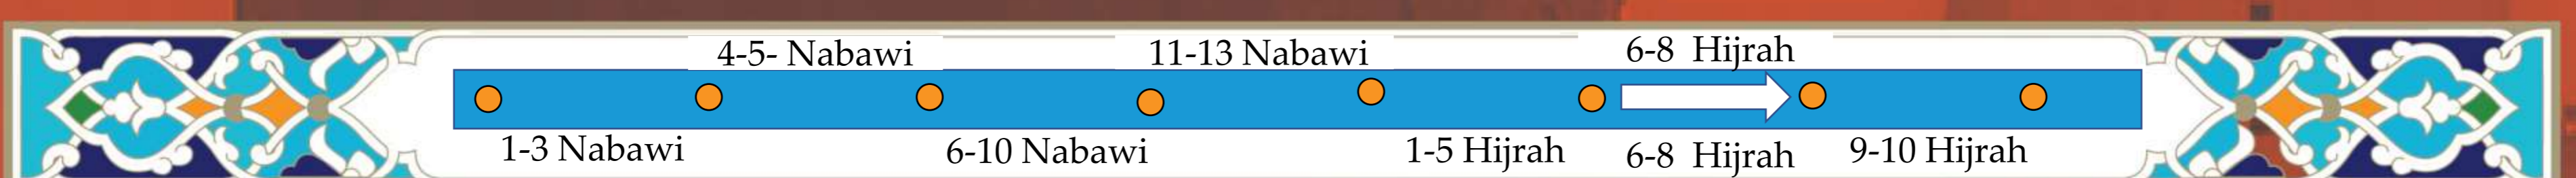 4-5- Nabawi 11-13 Nabawi 6-8 Hijrah
1-3 Nabawi 6-10 Nabawi 1-5 Hijrah 6-8 Hijrah 9-10 Hijrah